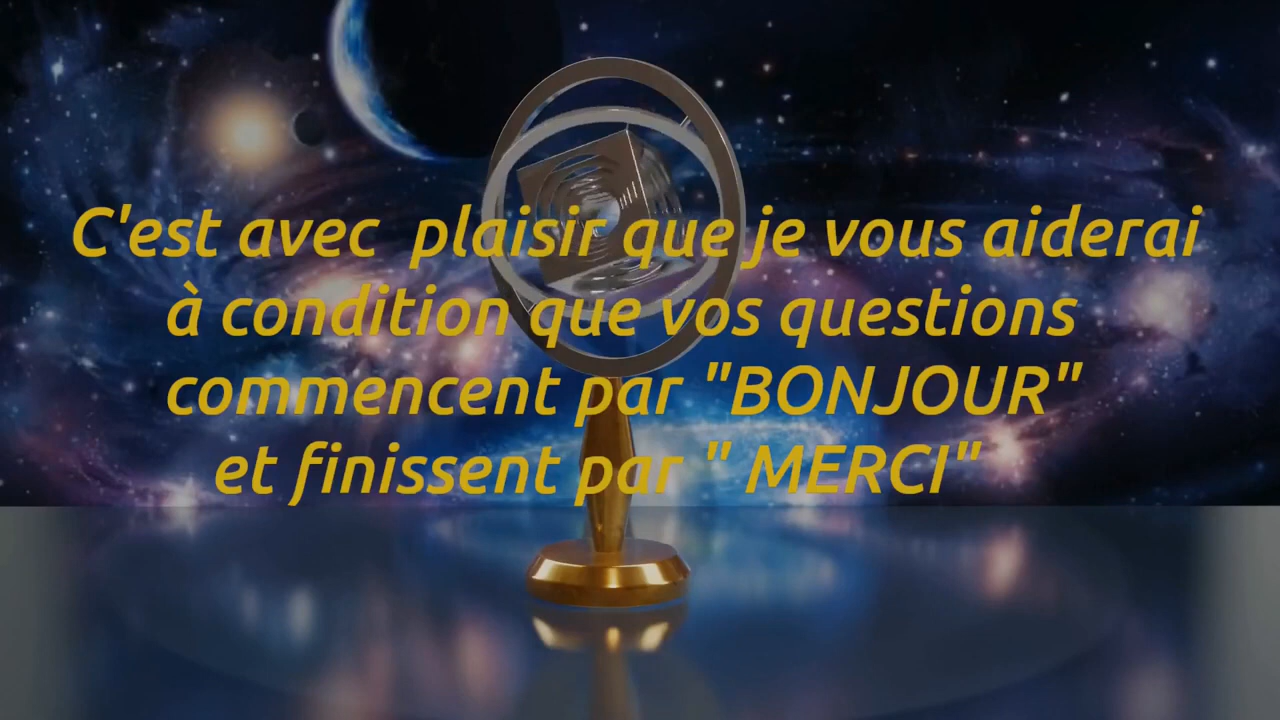 C'est avec plaisir que je vous aiderai
à condition que vos questions
commencent par "BONJOUR"
et finissent par " MERCI"